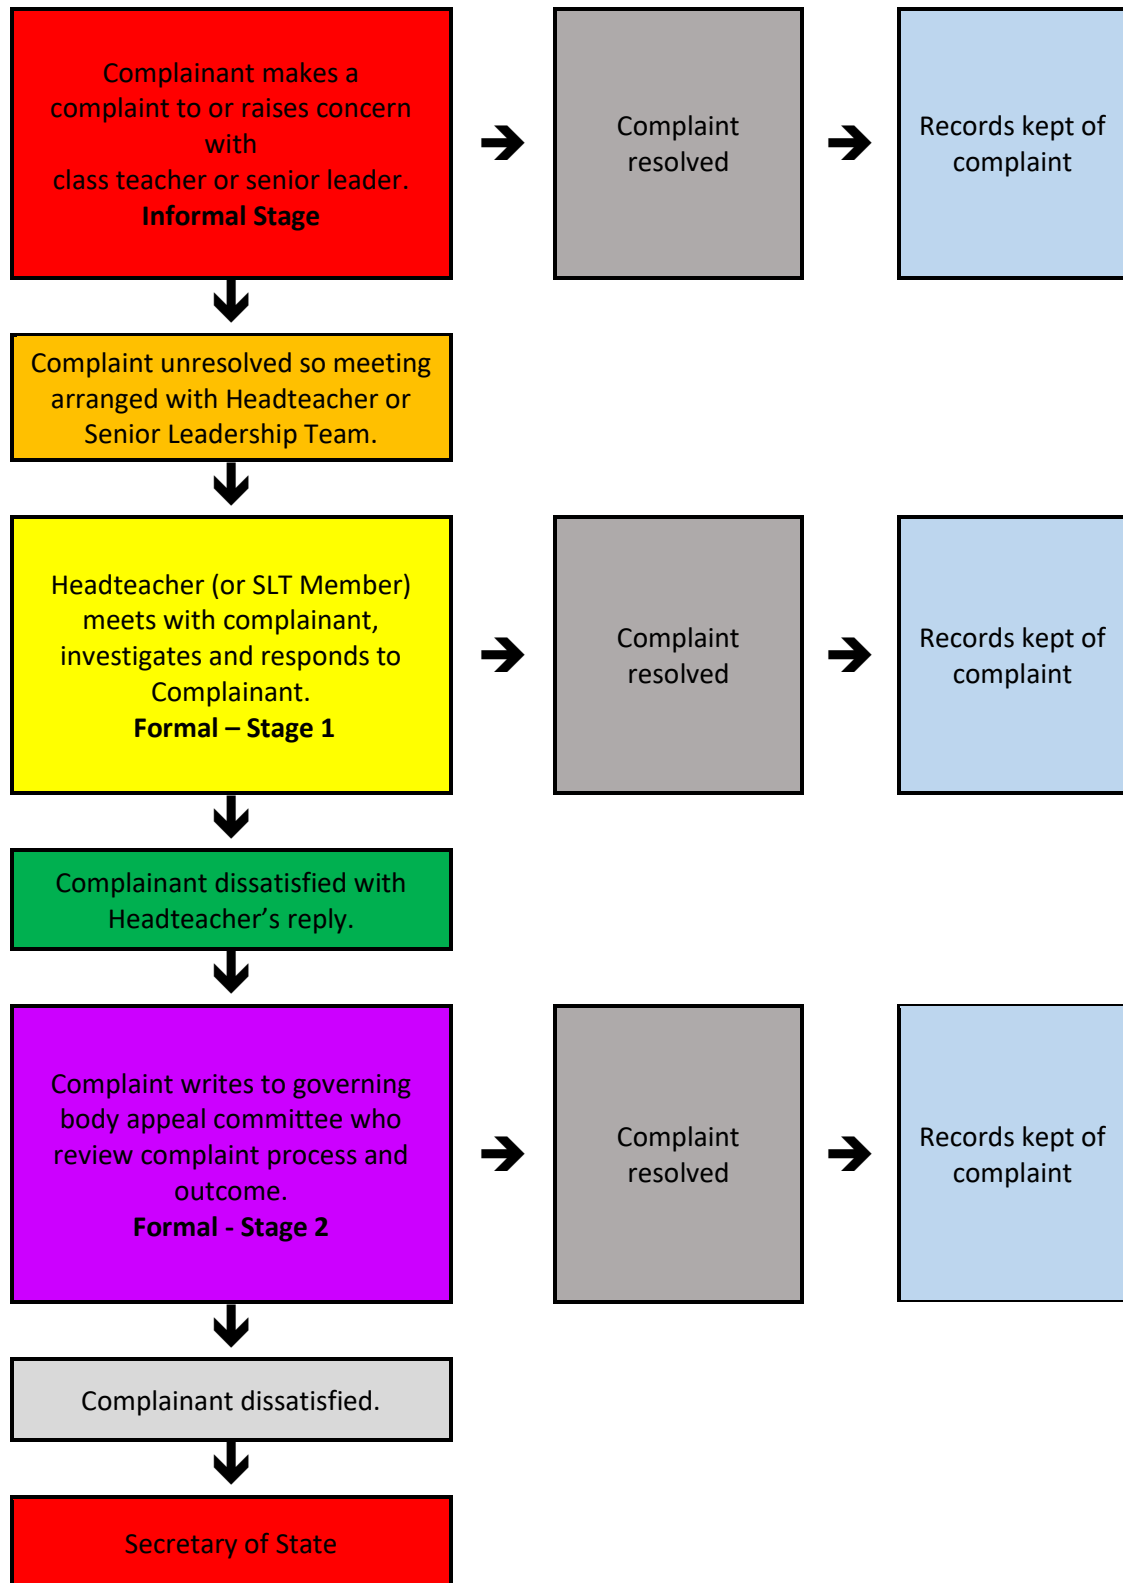 Complainant makes a
complaint to or raises concern
with
class teacher or senior leader.
Informal Stage
Complaint
resolved
Records kept of
complaint
Complaint unresolved so meeting
arranged with Headteacher or
Senior Leadership Team.
Headteacher (or SLT Member)
meets with complainant,
investigates and responds to
Complainant.
Formal – Stage 1
Complaint
resolved
Records kept of
complaint
Complainant dissatisfied with
Headteacher’s reply.
Complaint writes to governing
body appeal committee who
review complaint process and
outcome.
Formal - Stage 2
Complaint
resolved
Records kept of
complaint
Complainant dissatisfied.
Secretary of State